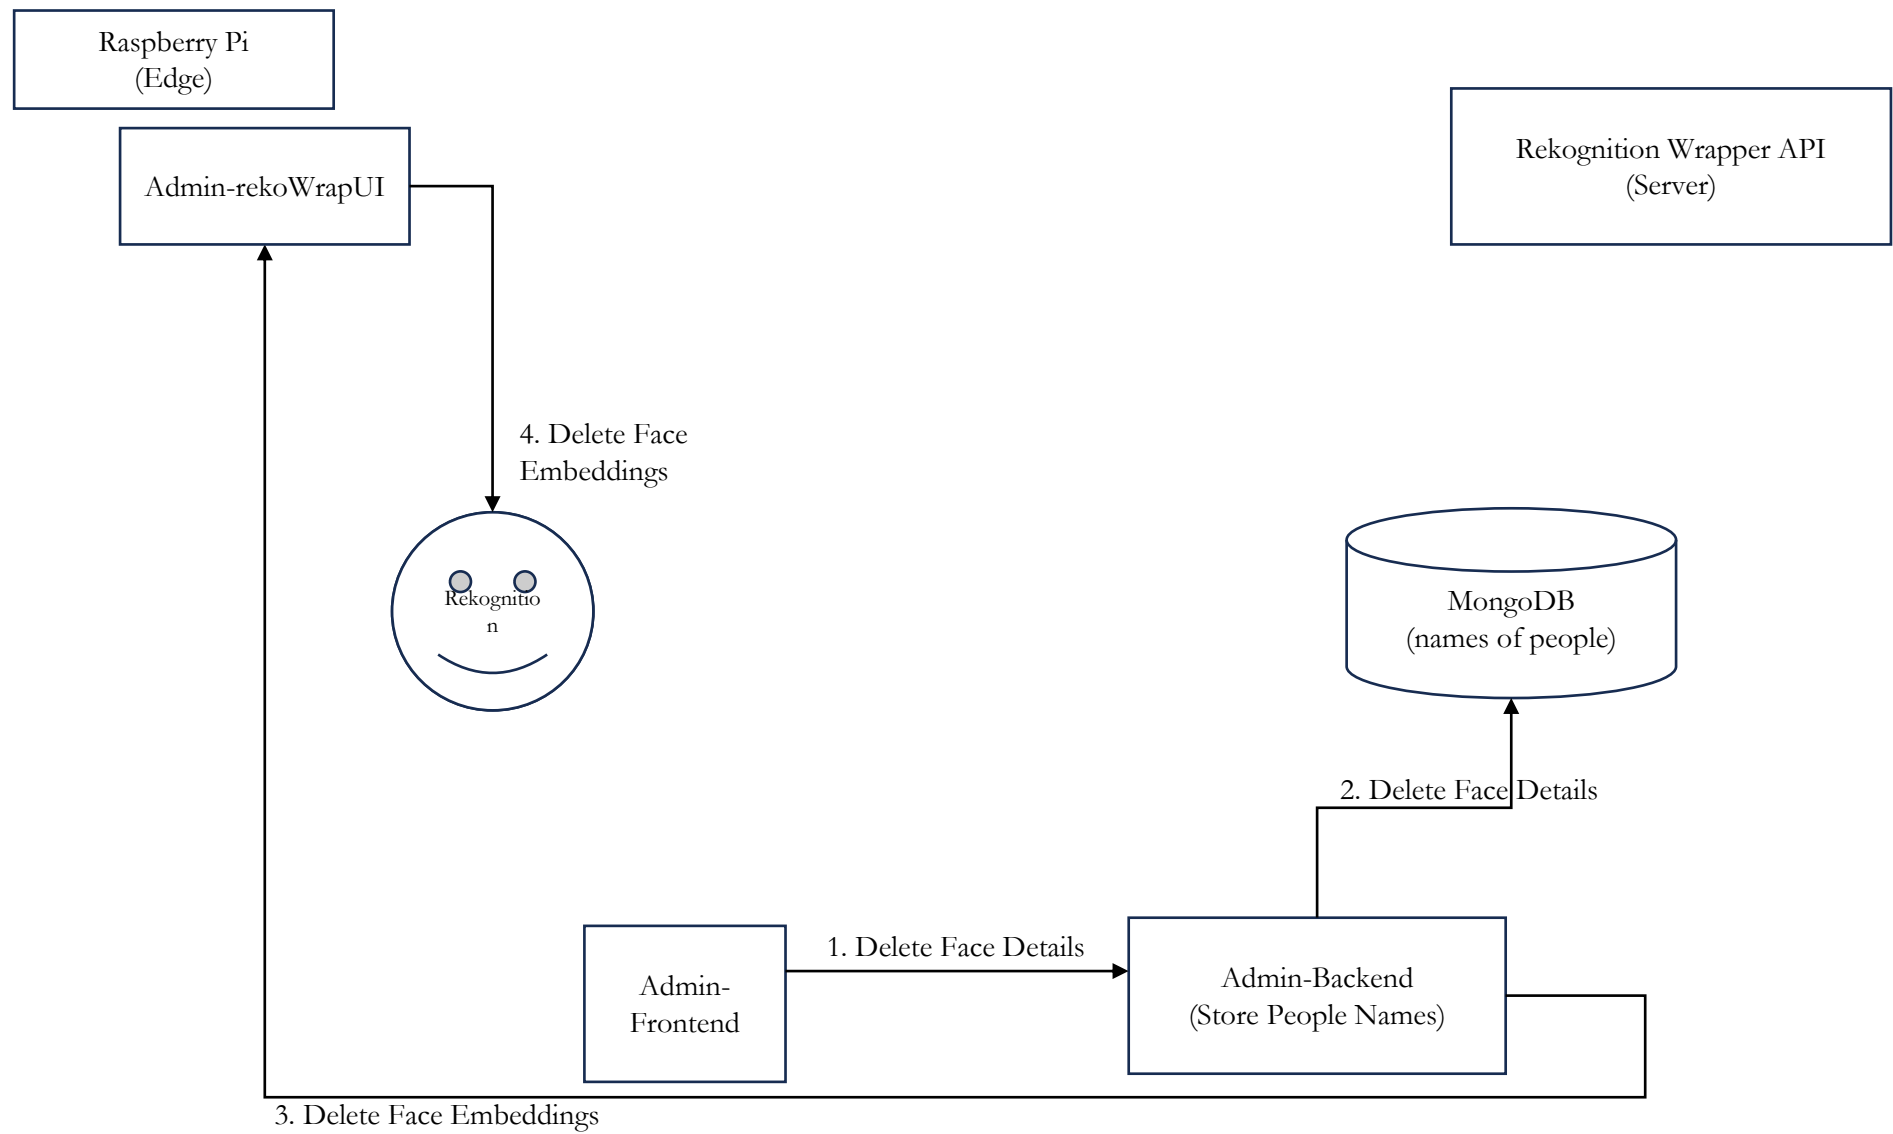 Raspberry Pi
(Edge)
Rekognition Wrapper API
(Server)
Admin-rekoWrapUI
4. Delete Face
Embeddings
Rekognitio
n
MongoDB
(names of people)
2. Delete Face Details
1. Delete Face Details
Admin-
Frontend
Admin-Backend
(Store People Names)
3. Delete Face Embeddings